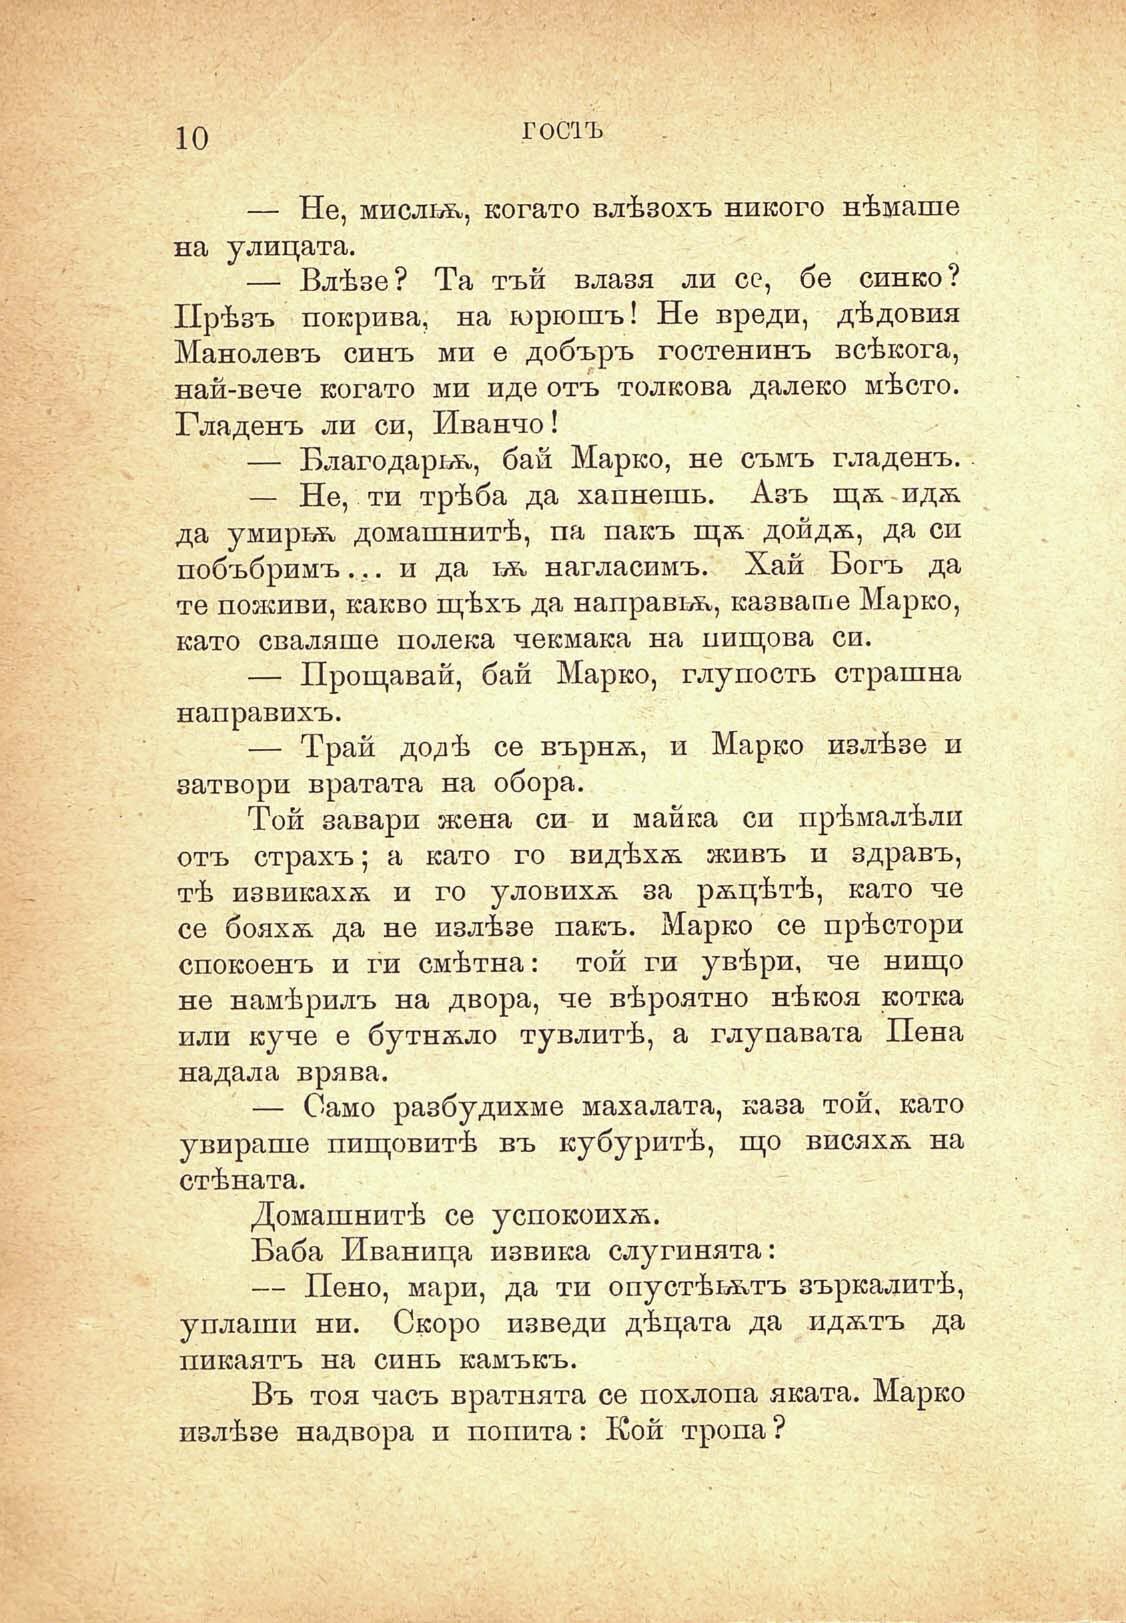 10
ГОСТЪ
— Не, мислѭ, когато влѣзохъ никого нѣмаше
на улицата.
— Влѣзе? Та тъй влазя ли се, бе синко?
Прѣзъ покрива, на юрюшъ! Не вреди, дѣдовия
Манолевъ синъ ми е добъръ гостенинъ всѣкога,
най-вече когато ми иде отъ толкова далеко мѣсто.
Гладенъ ли си, Иванчо!
— Благодарѭ, бай Марко, не съмъ гладенъ.
— Не, ти трѣба да хапнешь. Азъ щѫ идѫ
да умирѭ домашнитѣ, па пакъ щѫ дойдѫ, да си
побъбримъ... и да ѭ нагласимъ. Хай Богъ да
те поживи, какво щѣхъ да направѭ, казваше Марко,
като сваляше полека чекмака на пищова си.
— Прощавай, бай Марко, глупость страшна
направихъ.
— Трай додѣ се върнѫ, и Марко излѣзе и
затвори вратата на обора.
Той завари жена си и майка си прѣмалѣли
отъ страхъ; а като го видѣхѫ живъ и здравъ,
тѣ извикахѫ и го уловихѫ за рѫцѣтѣ, като че
се бояхѫ да не излѣзе пакъ. Марко се прѣстори
спокоенъ и ги смѣтна: той ги увѣри, че нищо
не намѣрилъ на двора, че вѣроятно нѣкоя котка
или куче е бутнѫло тувлитѣ, а глупавата Пена
надала врява.
— Само разбудихме махалата, каза той, като
увираше пищовитѣ въ кубуритѣ, що висяхѫ на
стѣната.
Домашнитѣ се успокоихѫ.
Баба Иваница извика слугинята:
— Пено, мари, да ти опустѣѭтъ зъркалитѣ,
уплаши ни. Скоро изведи дѣцата да идѫтъ да
пикаятъ на синь камъкъ.
Въ тоя часъ вратнята се похлопа яката. Марко
излѣзе надвора и попита: Кой тропа?